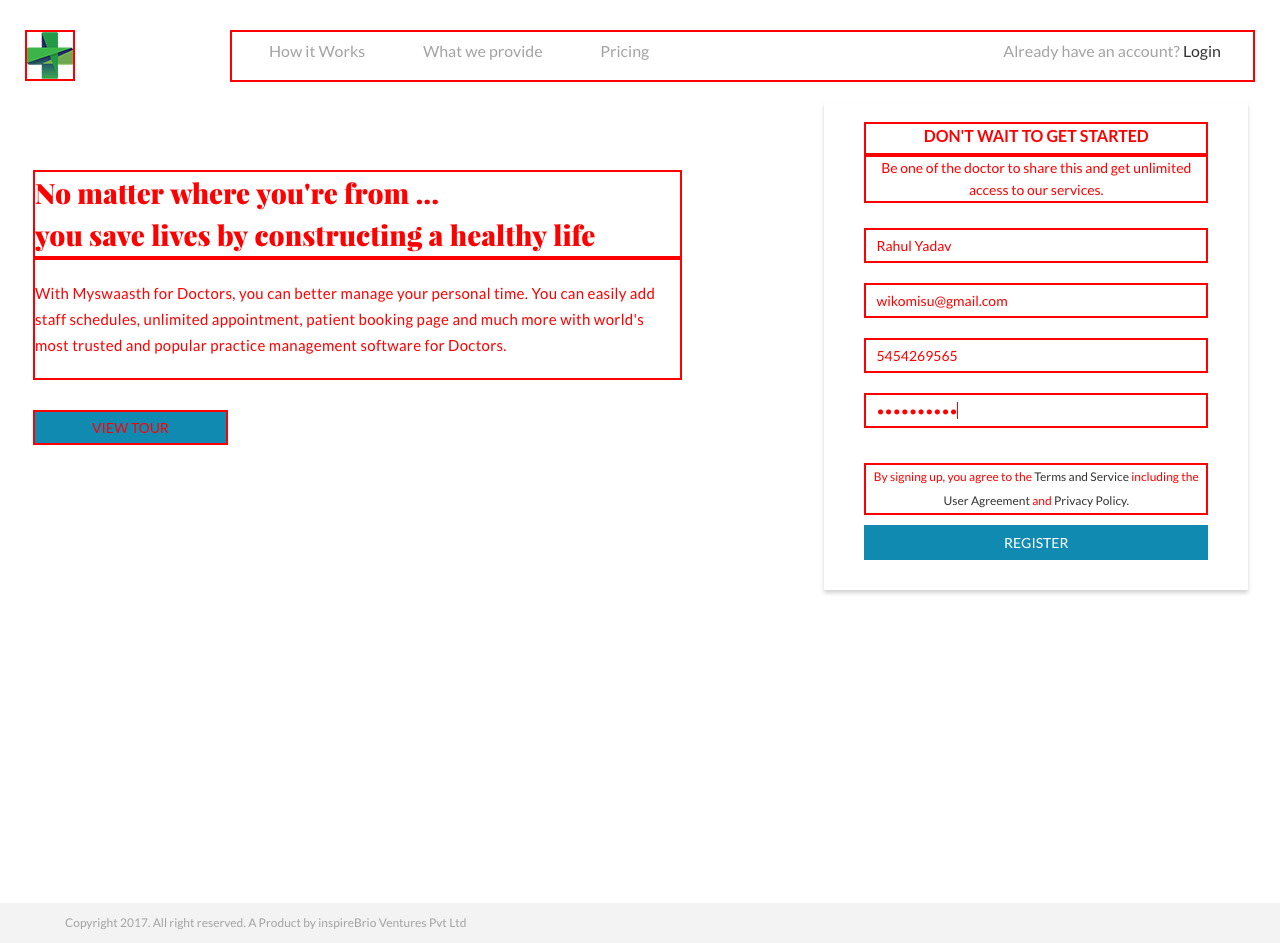 How it Works
What we provide
Pricing
Already have an account? Login
No matter where you're from ...
you save lives by constructing a healthy life
With Myswaasth for Doctors, you can better manage your personal time. You can easily add
staff schedules, unlimited appointment, patient booking page and much more with world's
most trusted and popular practice management software for Doctors.
VIEW TOUR
DON'T WAIT TO GET STARTED
Be one of the doctor to share this and get unlimited
access to our services.
Rahul Yadav
wikomisu@gmail.com
5454269565
••••••••••
By signing up, you agree to the Terms and Service including the
User Agreement and Privacy Policy.
REGISTER
Copyright 2017. All right reserved. A Product by inspireBrio Ventures Pvt Ltd